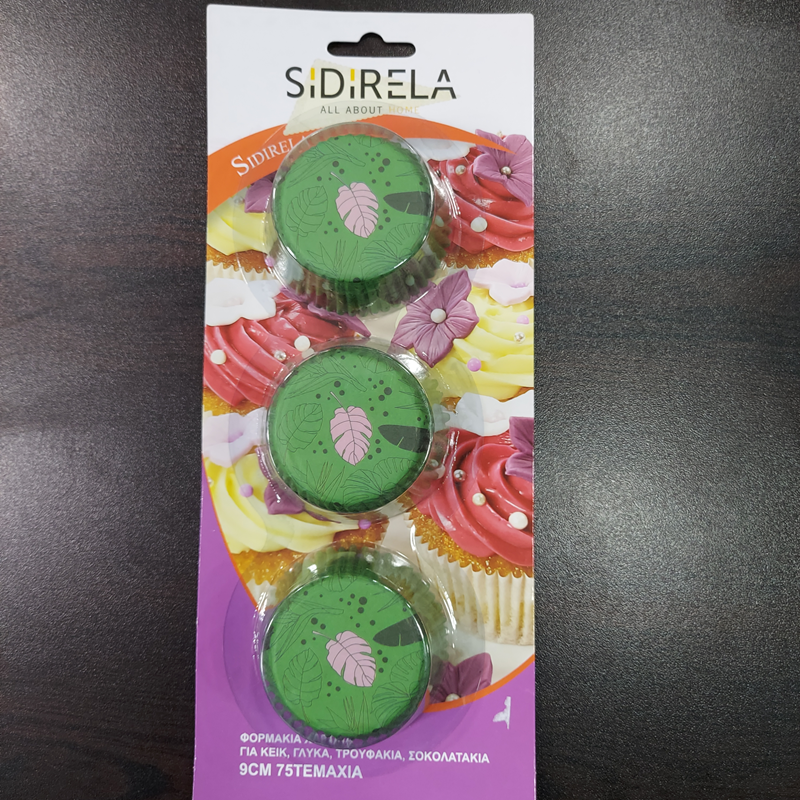 SIDIRELA
ALL ABOUT HOME
SIDIRELA
ΦΟΡΜΑΚΙΑ
ΓΙΑ ΚΕΙΚ, ΓΛΥΚΑ, ΤΡΟΥΦΑΚΙΑ, ΣΟΚΟΛΑΤΑΚΙΑ
9CM 75ΤΕΜΑΧΙΑ